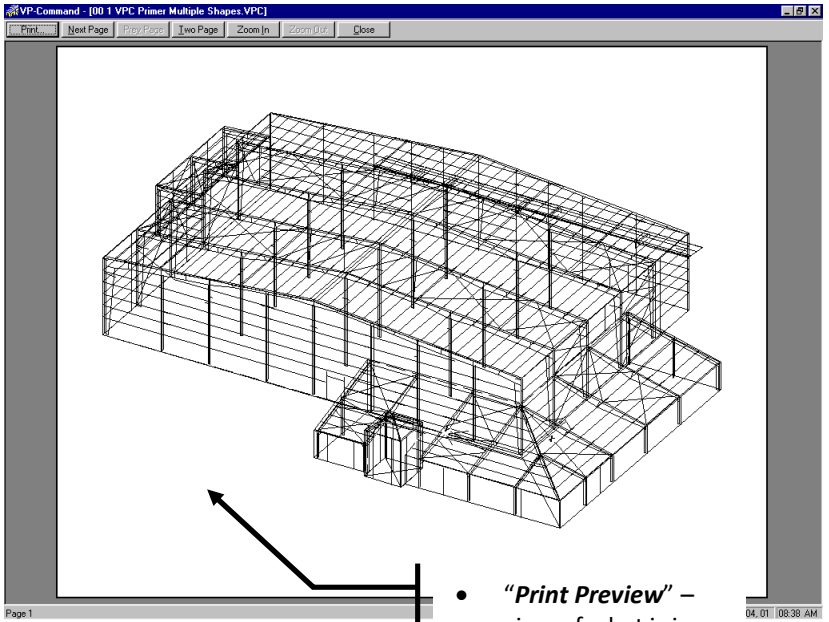 VP-Command - [00 1 VPC Primer Multiple Shapes.VPC]
Print... Next Page Prev Page Two Page Zoom In Zoom Out Close
• “Print Preview” –
Page 1 04, 01 08:38 AM